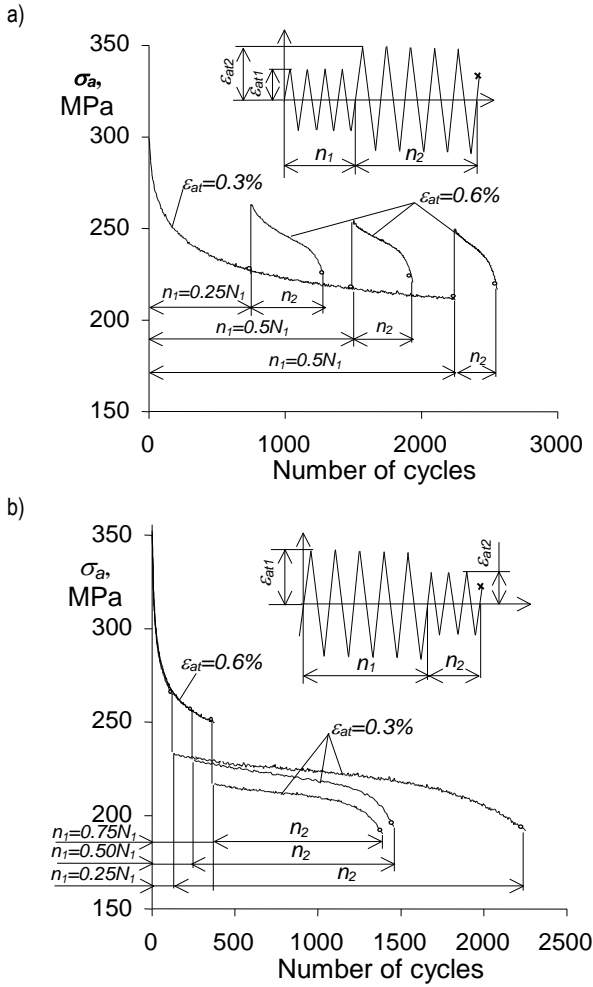 a)
350
σa,
MPa
300
250
200
150
εat2
εat1
n1
n2
εat=0.3%
εat=0.6%
n1=0.25N1
n2
n1=0.5N1
n2
n1=0.5N1
n2
0
1000
2000
3000
Number of cycles
b)
350
σa,
MPa
300
250
200
150
εat1
εat2
n1
n2
εat=0.6%
εat=0.3%
n1=0.75N1
n2
n1=0.50N1
n2
n1=0.25N1
n2
0
500
1000
1500
2000
2500
Number of cycles